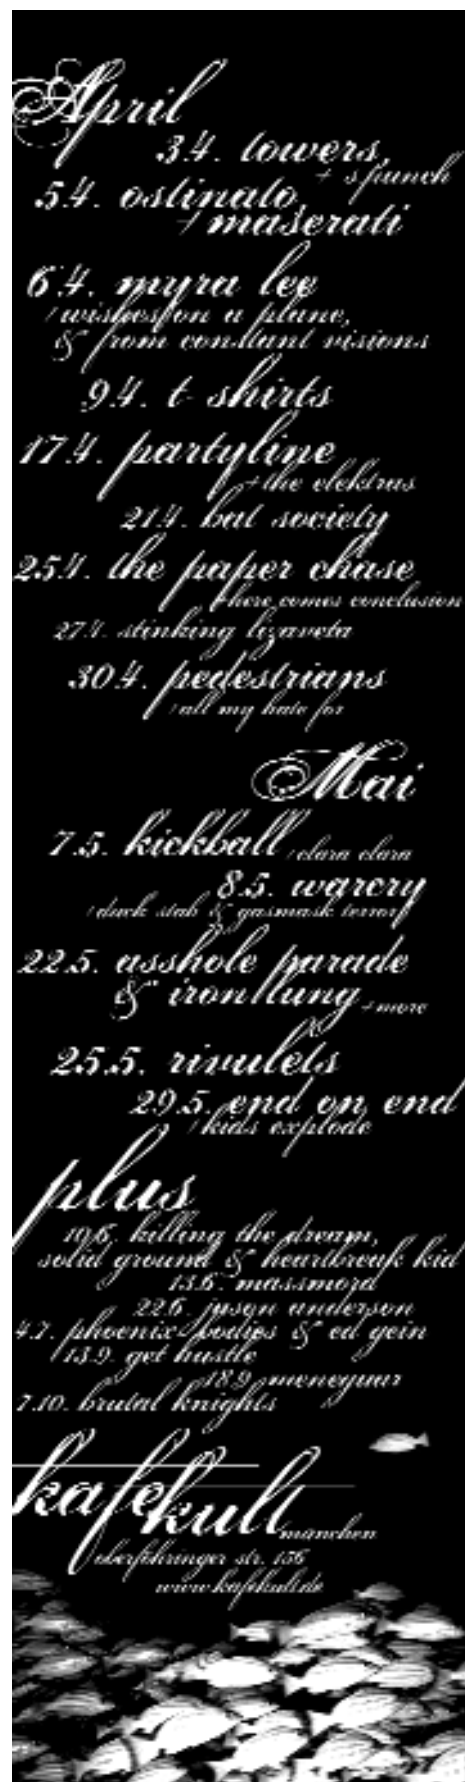 April
3.4. towers,
+ spunch
5.4. ostinato,
+ maserati
6.4. myra lee
/ wishes on a plane,
& from constant visions
9.4. t-shirts
17.4. partyline
+ the elektras
21.4. bat society
25.4. the paper chase
/ here comes conclusion
27.4. stinking lizaveta
30.4. pedestrians
/ all my hate for
Mai
7.5. kickball / clara clara
8.5. warcry
/ duck stab & gasmask terror
22.5. asshole parade
& iron lung + more
25.5. rivulets
29.5. end on end
/ kids explode
plus
10.6. killing the dream,
solid ground & heartbreak kid
13.6. massmord
22.6. jason anderson
4.7. phoenix bodies & ed gein
/ 13.9. get hustle
18.9. meneguar
7.10. brutal knights
kafe kult münchen
oberföhringer str. 156
www.kafekult.de